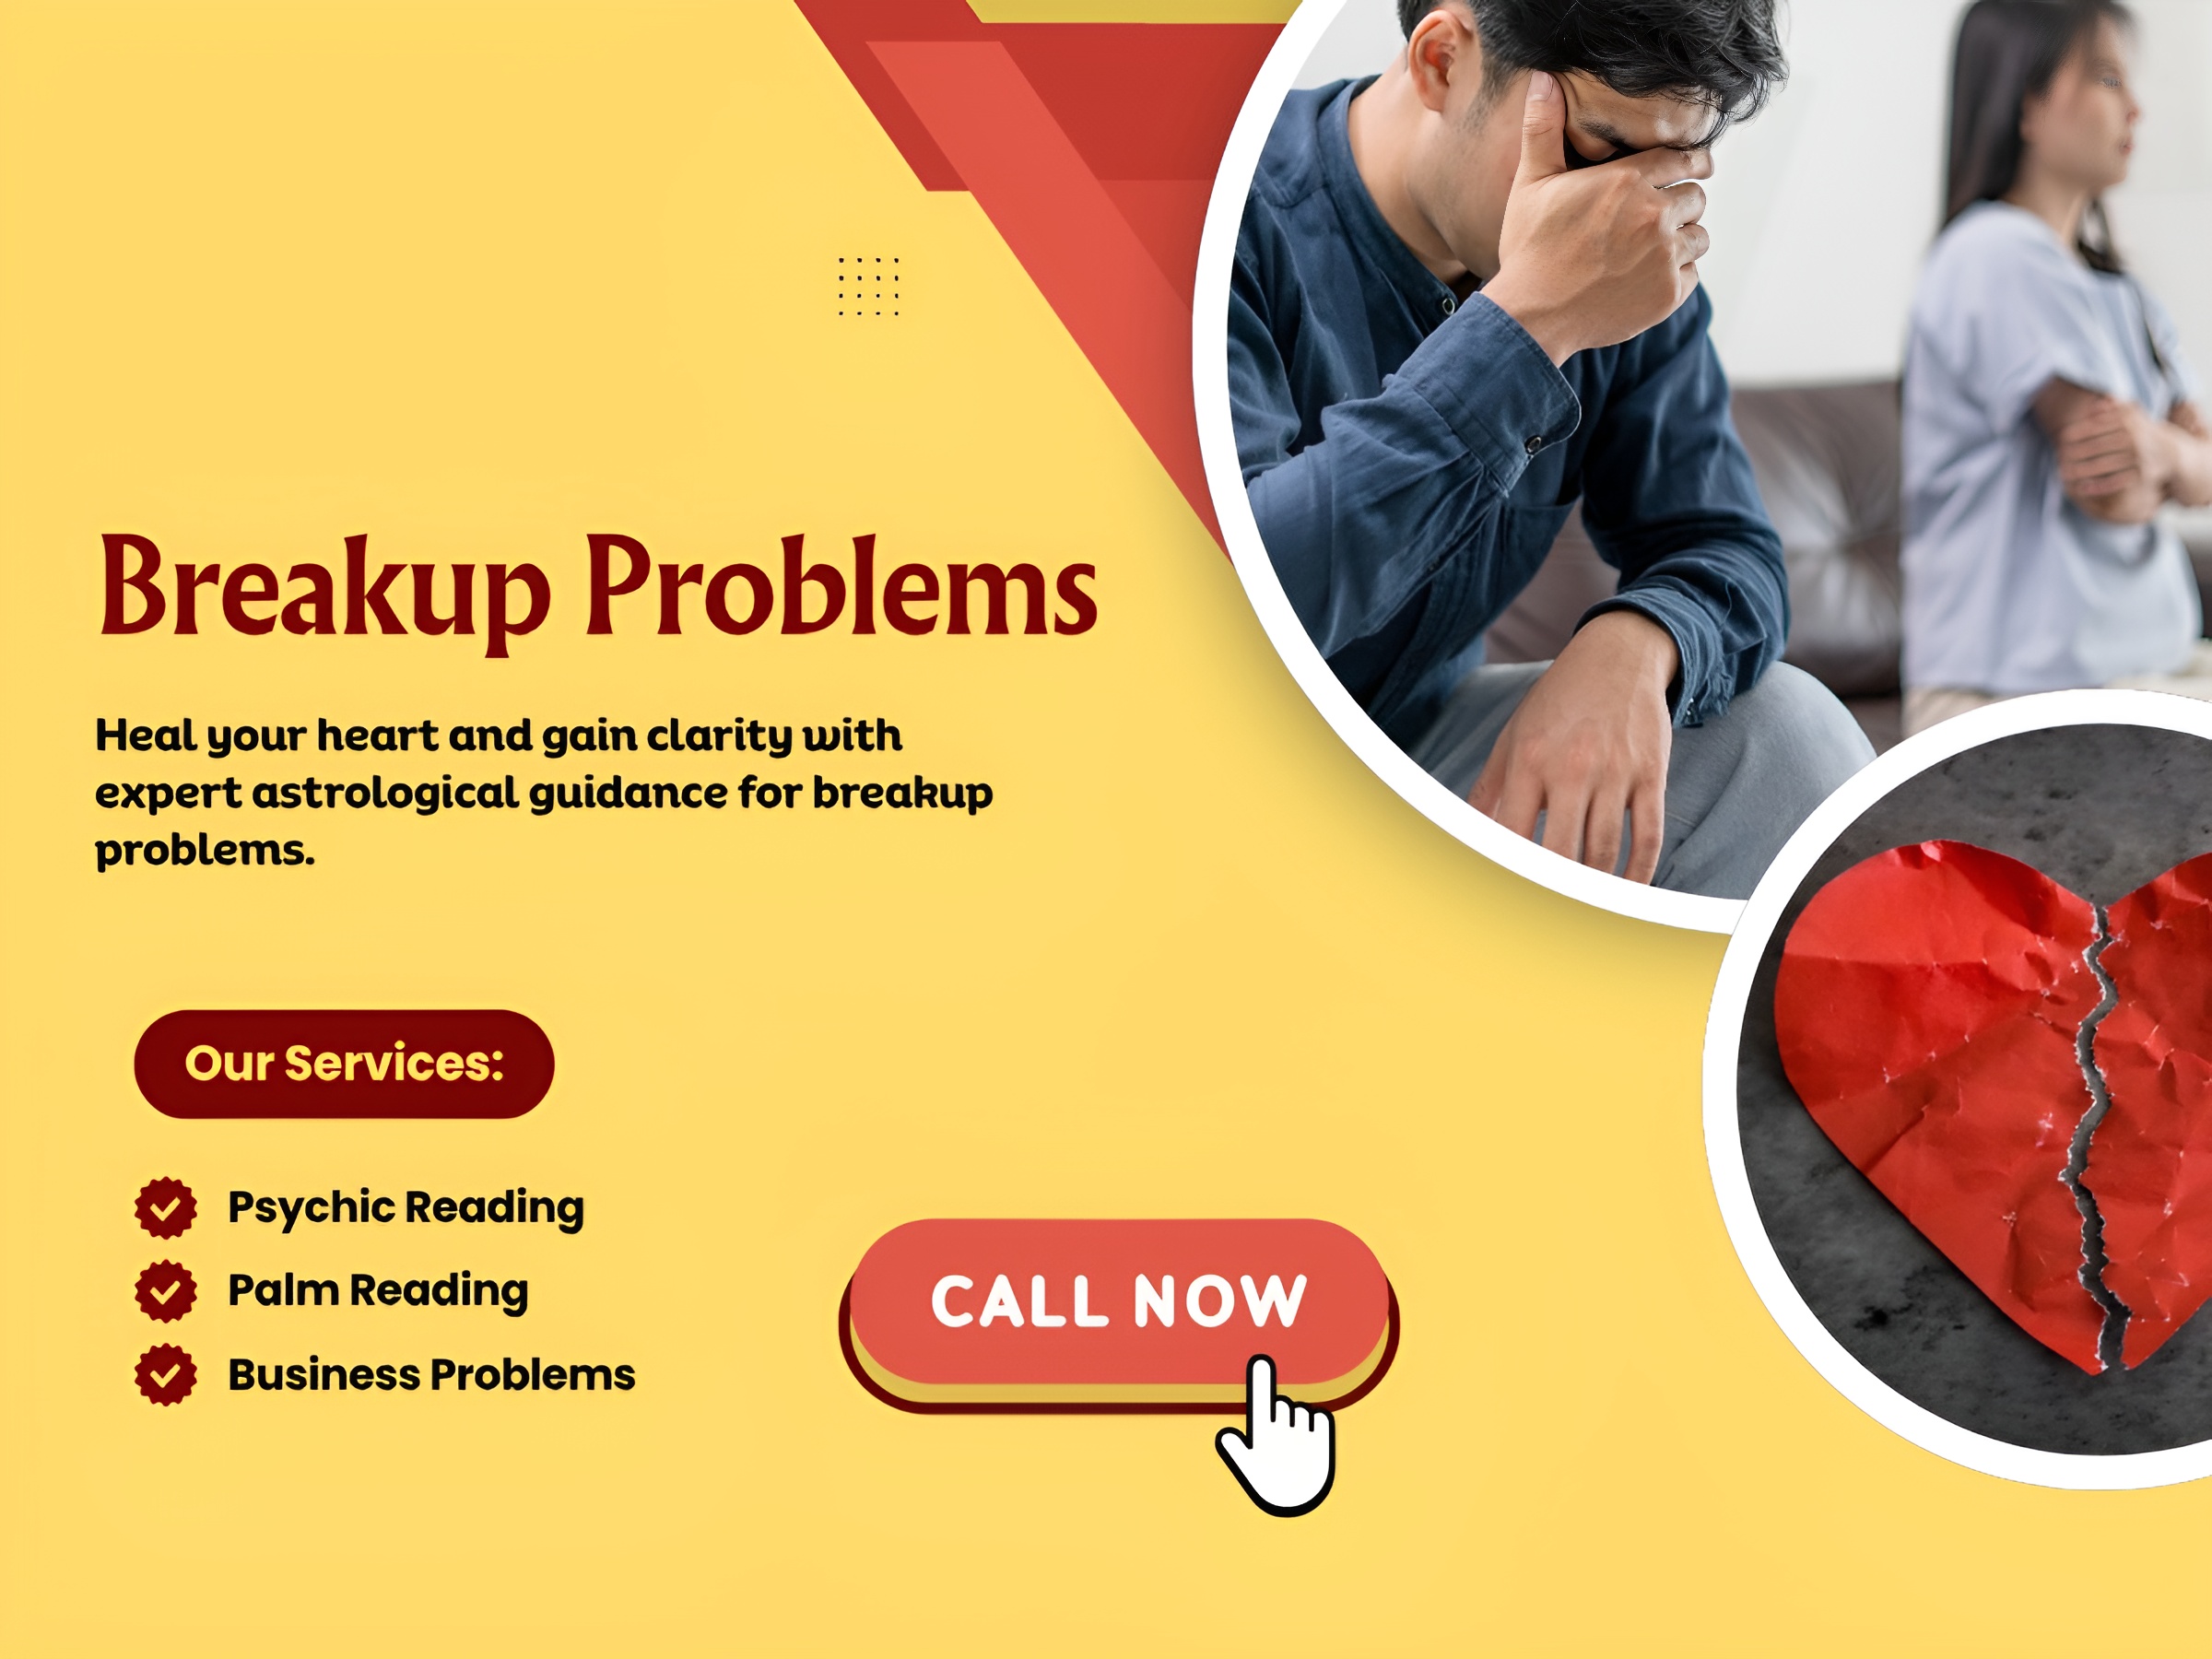 Breakup Problems
Heal your heart and gain clarity with
expert astrological guidance for breakup
problems.
Our Services:
Psychic Reading
Palm Reading
Business Problems
CALL NOW